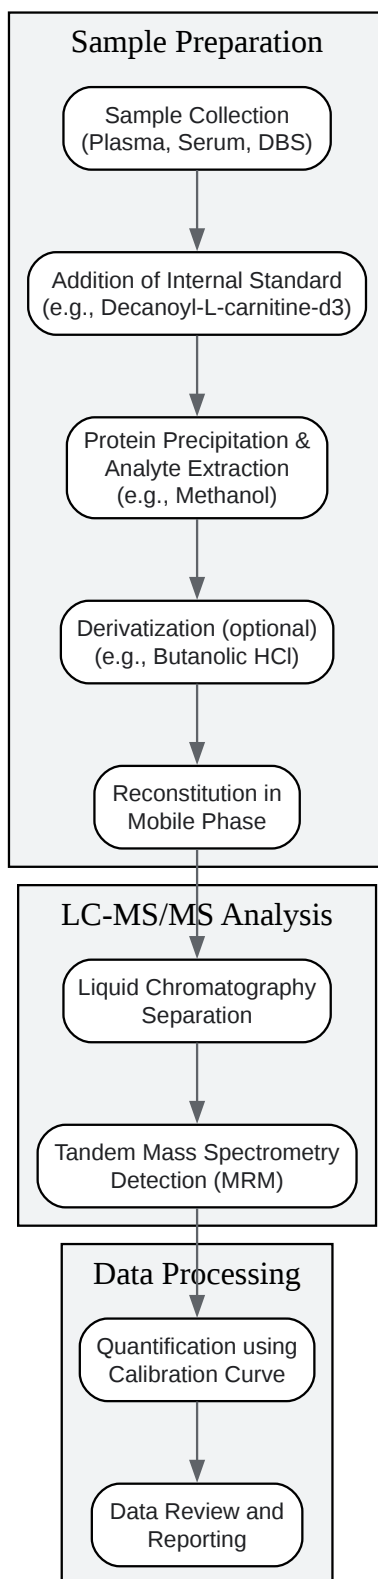 Sample Preparation
Sample Collection
(Plasma, Serum, DBS)
Addition of Internal Standard
(e.g., Decanoyl-L-carnitine-d3)
Protein Precipitation &
Analyte Extraction
(e.g., Methanol)
Derivatization (optional)
(e.g., Butanolic HCl)
Reconstitution in
Mobile Phase
LC-MS/MS Analysis
Liquid Chromatography
Separation
Tandem Mass Spectrometry
Detection (MRM)
Data Processing
Quantification using
Calibration Curve
Data Review and
Reporting